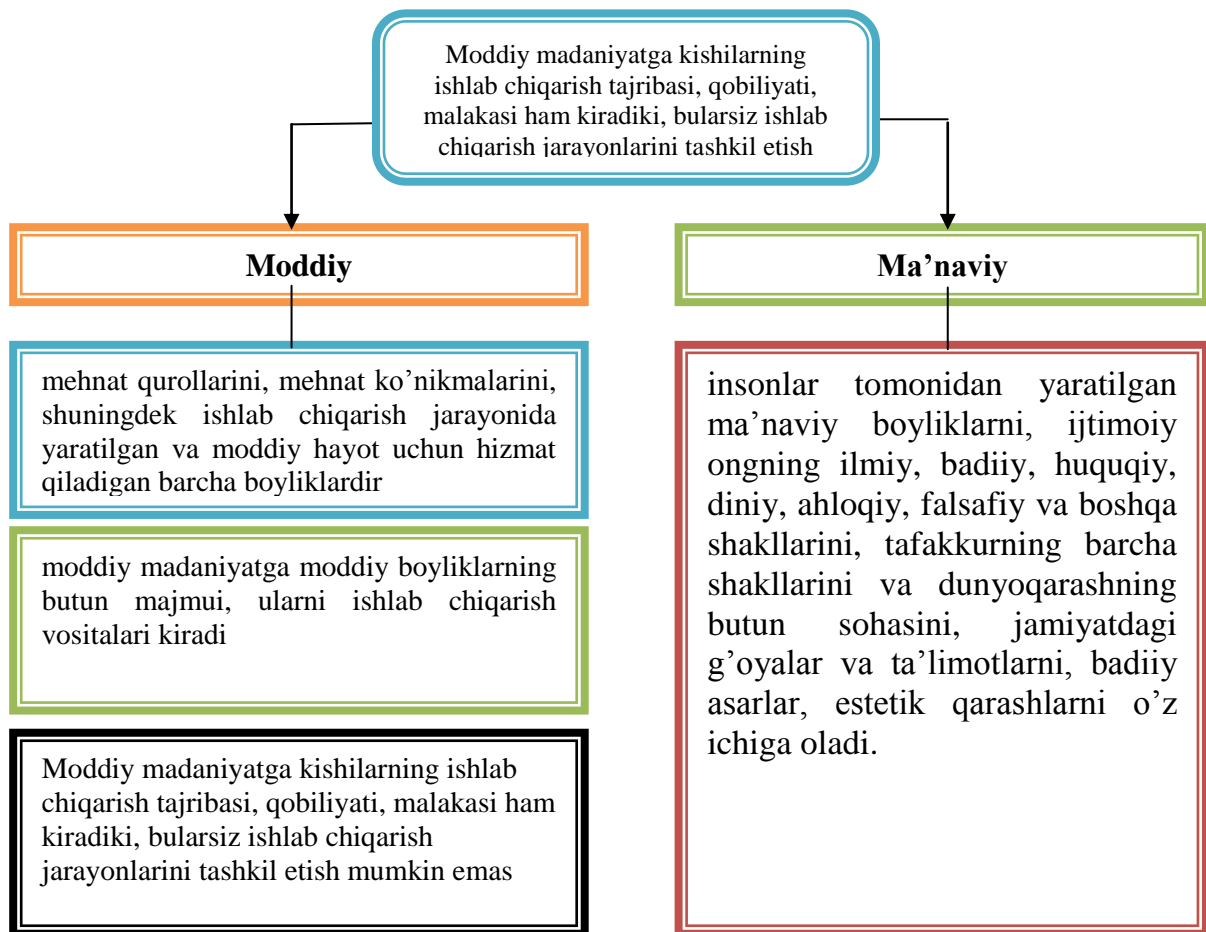 Moddiy madaniyatga kishilarning
ishlab chiqarish tajribasi, qobiliyati,
malakasi ham kiradiki, bularsiz ishlab
chiqarish jarayonlarini tashkil etish
Moddiy
mehnat qurollarini, mehnat ko’nikmalarini,
shuningdek ishlab chiqarish jarayonida
yaratilgan va moddiy hayot uchun hizmat
qiladigan barcha boyliklardir
moddiy madaniyatga moddiy boyliklarning
butun majmui, ularni ishlab chiqarish
vositalari kiradi
Moddiy madaniyatga kishilarning ishlab
chiqarish tajribasi, qobiliyati, malakasi ham
kiradiki, bularsiz ishlab chiqarish
jarayonlarini tashkil etish mumkin emas
Ma’naviy
insonlar tomonidan yaratilgan
ma’naviy boyliklarni, ijtimoiy
ongning ilmiy, badiiy, huquqiy,
diniy, ahloqiy, falsafiy va boshqa
shakllarini, tafakkurning barcha
shakllarini va dunyoqarashning
butun sohasini, jamiyatdagi
g’oyalar va ta’limotlarni, badiiy
asarlar, estetik qarashlarni o’z
ichiga oladi.